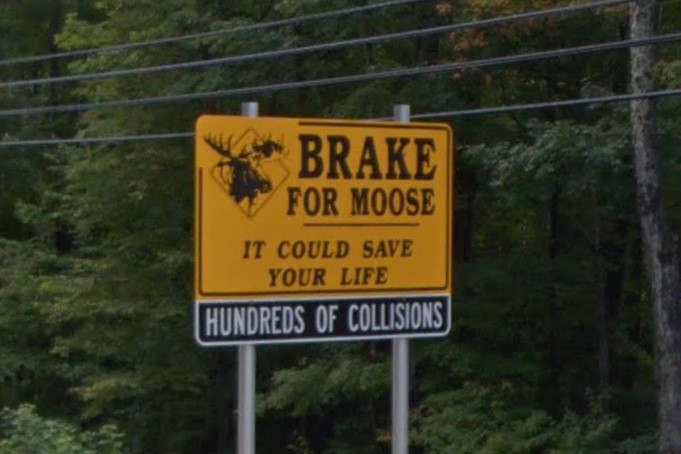 BRAKE
FOR MOOSE
IT COULD SAVE
YOUR LIFE
HUNDREDS OF COLLISIONS